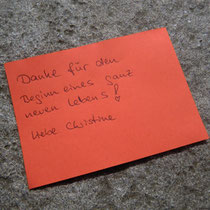 Danke für den
Beginn eines ganz
neuen Lebens!
Liebe Christine